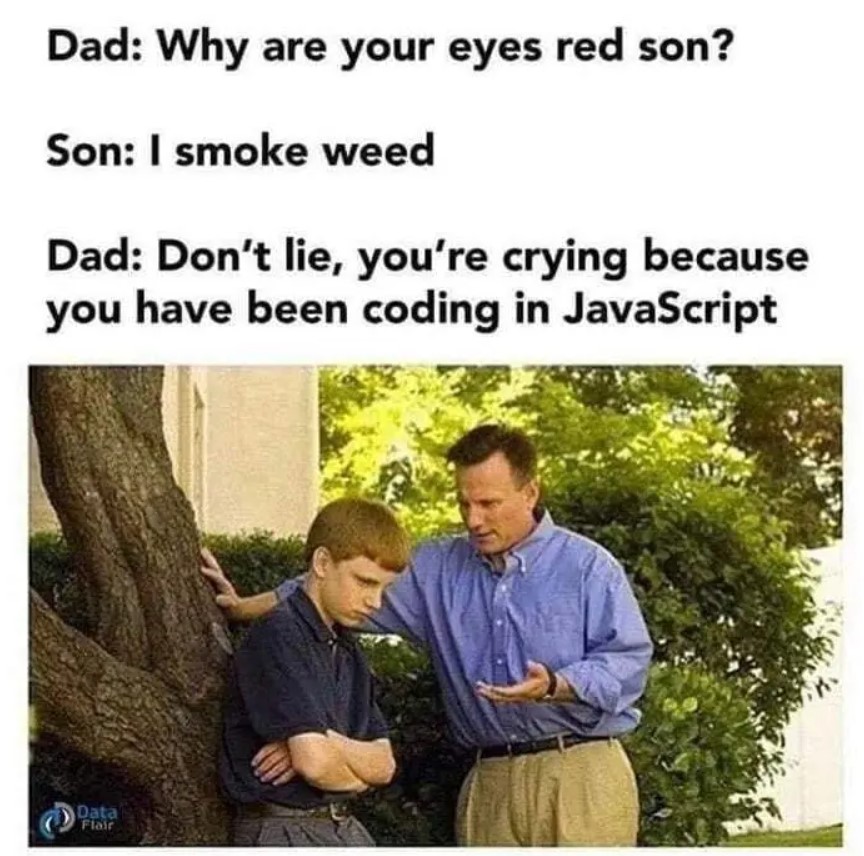 Dad: Why are your eyes red son?
Son: I smoke weed
Dad: Don't lie, you're crying because
you have been coding in JavaScript
Data
Flair